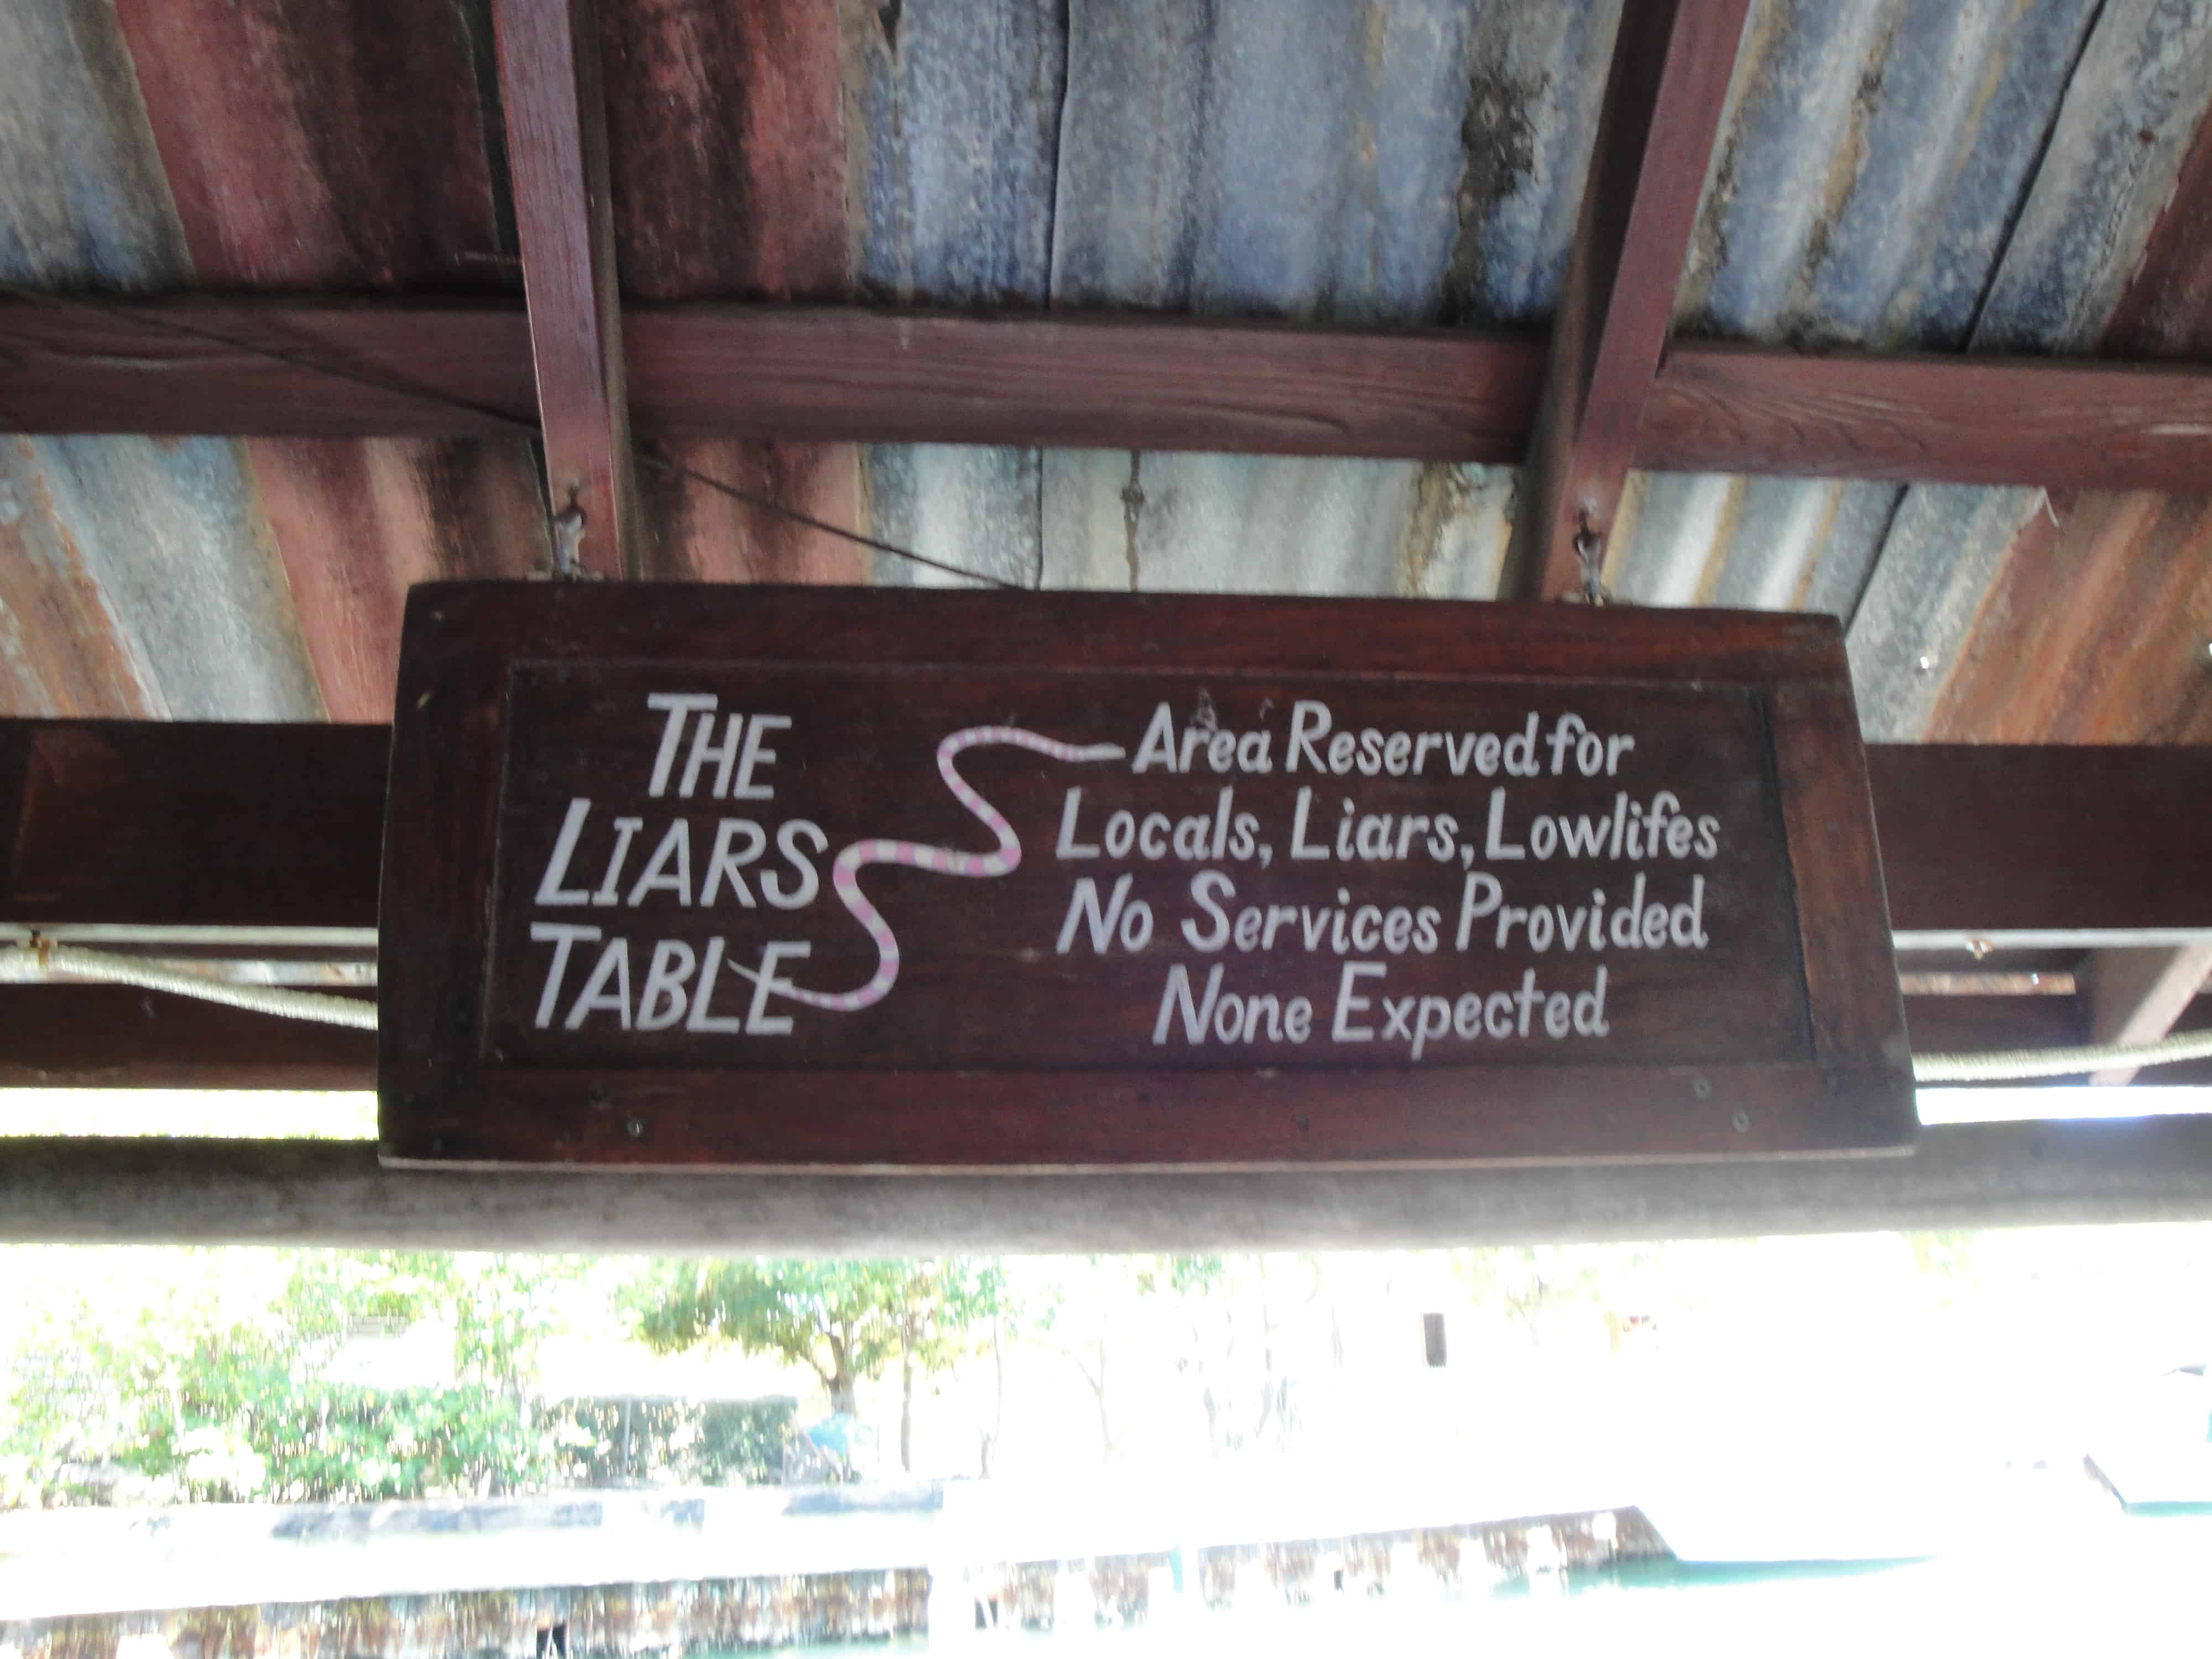 THE
LIARS
TABLE
Area Reserved for
Locals, Liars, Lowlifes
No Services Provided
None Expected